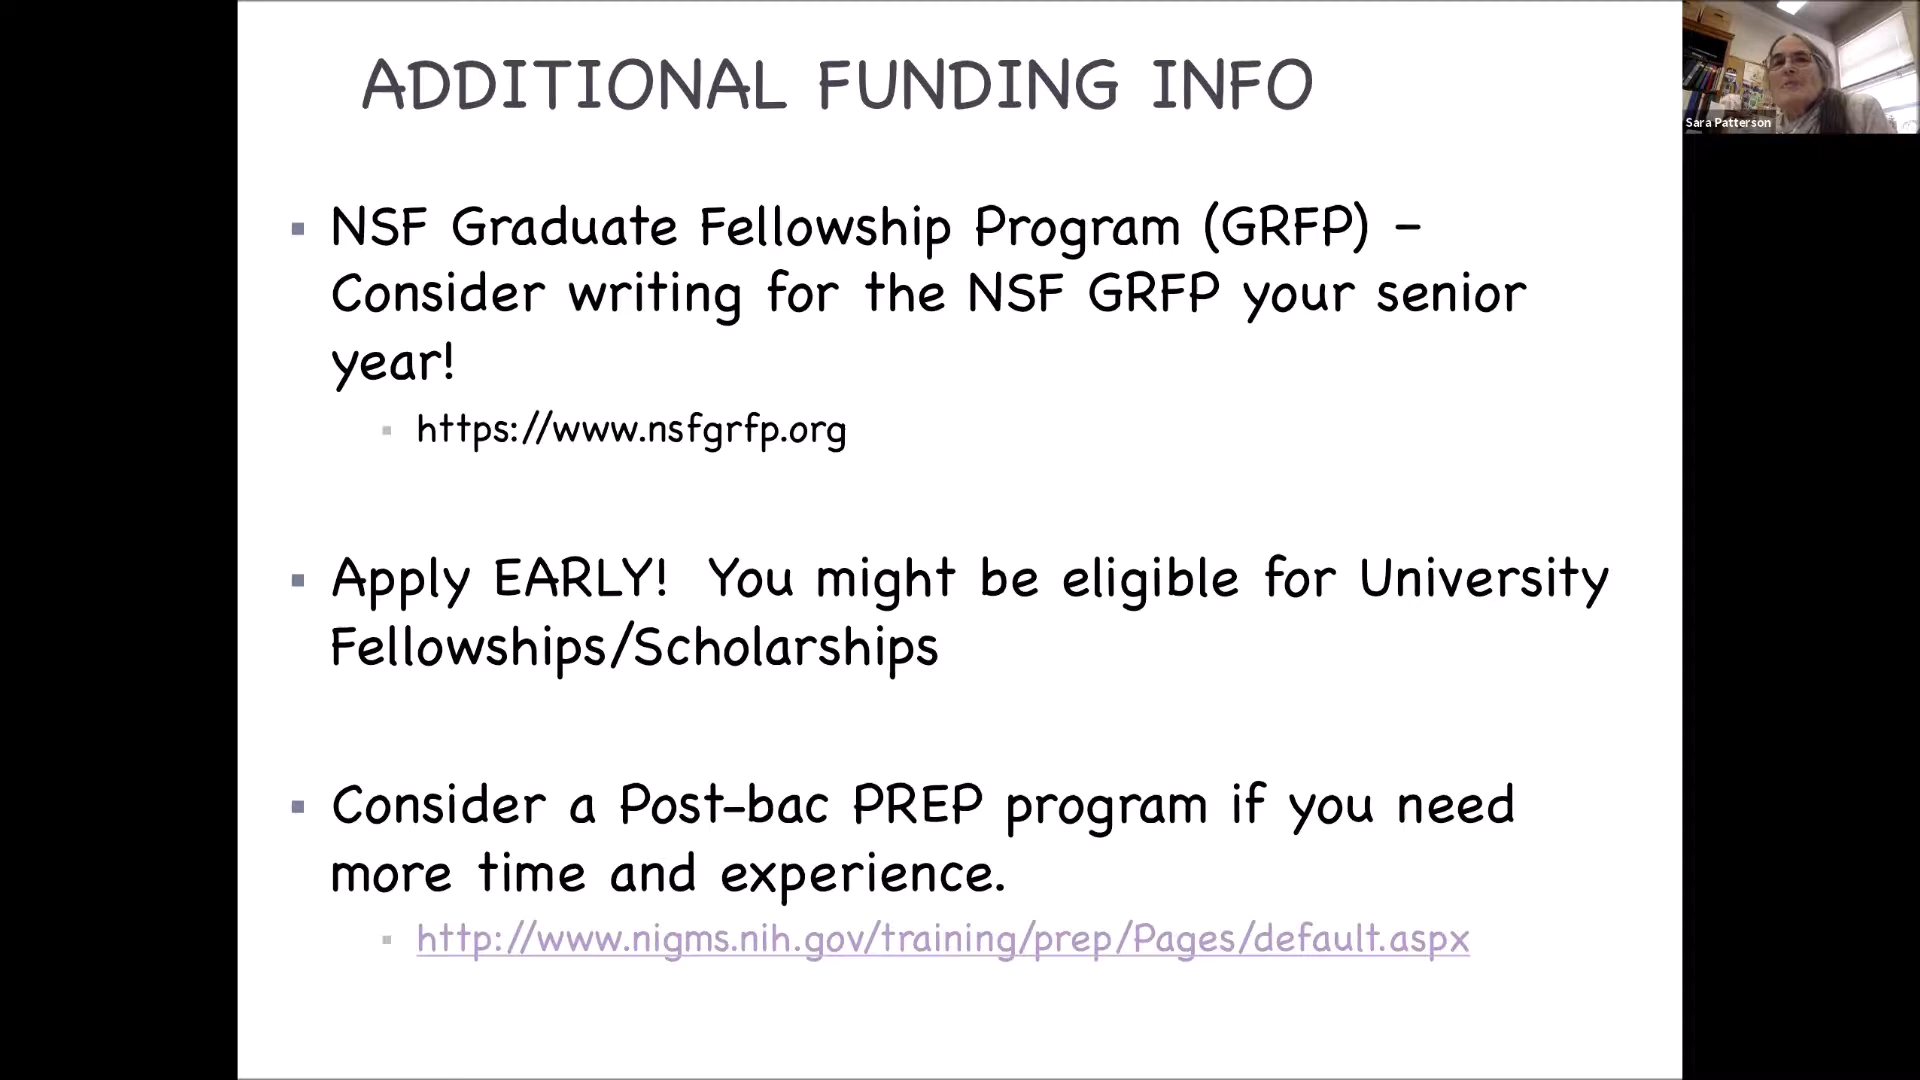 ADDITIONAL FUNDING INFO
Sara Patterson
▪ NSF Graduate Fellowship Program (GRFP) –
Consider writing for the NSF GRFP your senior
year!
▪ https://www.nsfgrfp.org
▪ Apply EARLY!  You might be eligible for University
Fellowships/Scholarships
▪ Consider a Post-bac PREP program if you need
more time and experience.
▪ http://www.nigms.nih.gov/training/prep/Pages/default.aspx